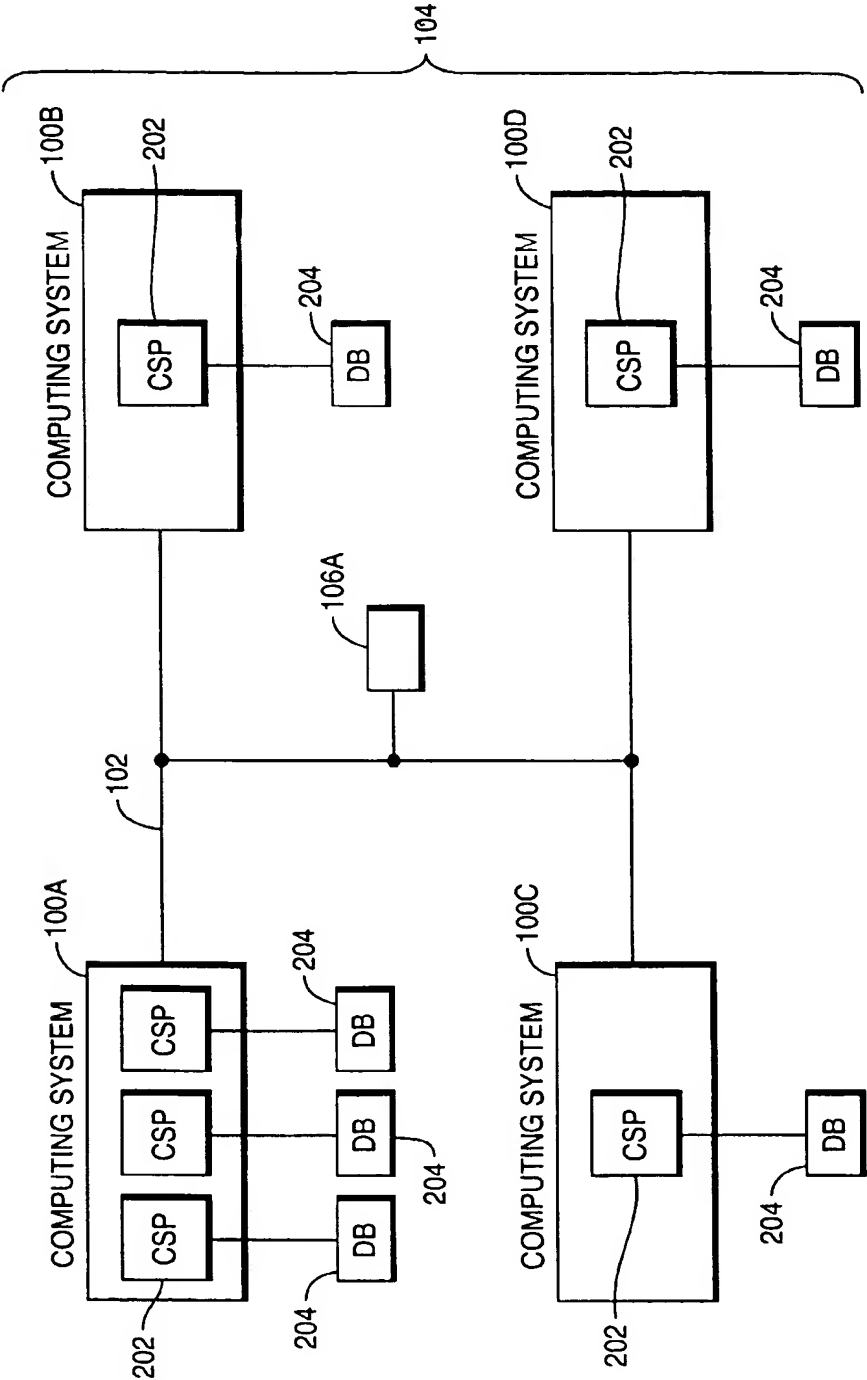 104
COMPUTING SYSTEM
100A
CSP
CSP
CSP
202
DB
DB
DB
204
204
204
102
COMPUTING SYSTEM
100B
CSP
202
DB
204
106A
COMPUTING SYSTEM
100C
CSP
202
DB
204
COMPUTING SYSTEM
100D
CSP
202
DB
204